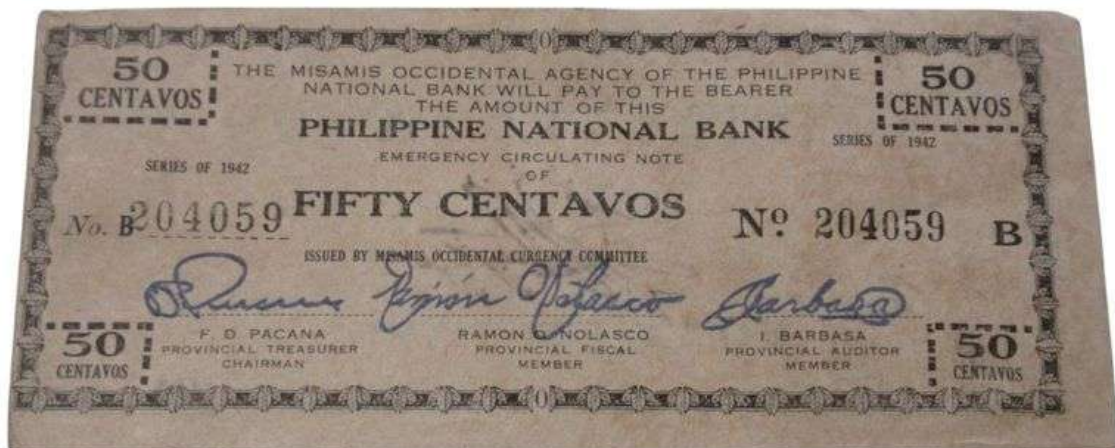 50
CENTAVOS
THE MISAMIS OCCIDENTAL AGENCY OF THE PHILIPPINE
NATIONAL BANK WILL PAY TO THE BEARER
THE AMOUNT OF THIS
50
CENTAVOS
PHILIPPINE NATIONAL BANK
SERIES OF 1942
EMERGENCY CIRCULATING NOTE
SERIES OF 1942
OF
No. B204059
FIFTY CENTAVOS
Nº 204059 B
ISSUED BY MISAMIS OCCIDENTAL CURRENCY COMMITTEE
Ramon O Nolasco
Barbasa
F. D. PACANA
PROVINCIAL TREASURER
CHAIRMAN
RAMON O. NOLASCO
PROVINCIAL FISCAL
MEMBER
I. BARBASA
PROVINCIAL AUDITOR
MEMBER
50
CENTAVOS
50
CENTAVOS